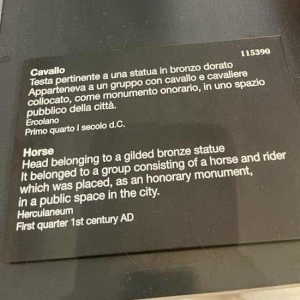 115390
Cavallo
Testa pertinente a una statua in bronzo dorato
Apparteneva a un gruppo con cavallo e cavaliere
collocato, come monumento onorario, in uno spazio
pubblico della città.
Ercolano
Primo quarto I secolo d.C.
Horse
Head belonging to a gilded bronze statue
It belonged to a group consisting of a horse and rider
which was placed, as an honorary monument,
in a public space in the city.
Herculaneum
First quarter 1st century AD